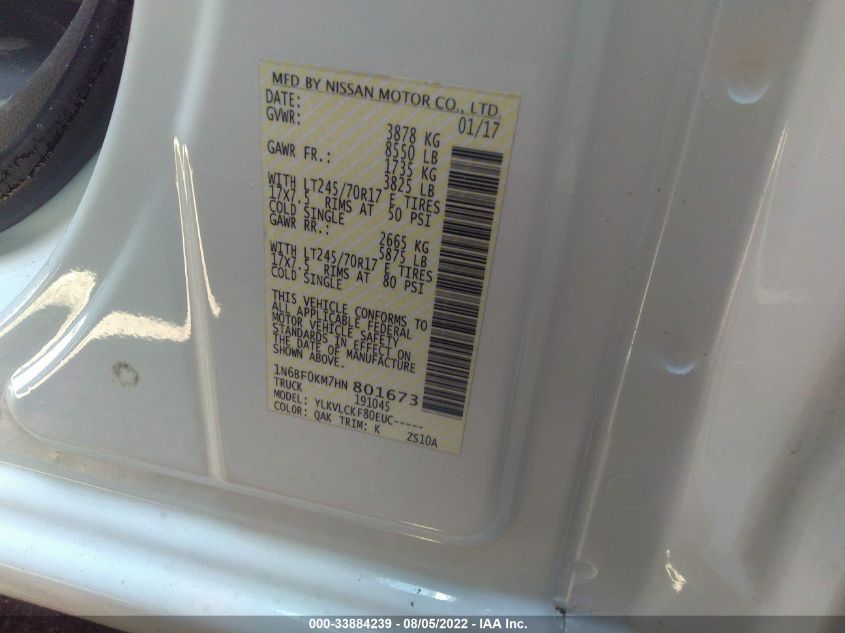 MFD BY NISSAN MOTOR CO., LTD.
DATE: 01/17
GVWR: 3878 KG
8550 LB
GAWR FR.: 1735 KG
3825 LB
WITH LT245/70R17 E TIRES
17X7.5 RIMS AT 50 PSI
COLD SINGLE
GAWR RR.: 2665 KG
5875 LB
WITH LT245/70R17 E TIRES
17X7.5 RIMS AT 80 PSI
COLD SINGLE
THIS VEHICLE CONFORMS TO
ALL APPLICABLE FEDERAL
MOTOR VEHICLE SAFETY
STANDARDS IN EFFECT ON
THE DATE OF MANUFACTURE
SHOWN ABOVE.
1N6BF0KM7HN 801673
TRUCK 191045
MODEL: YLKVLCKF80EUC-----
COLOR: QAK TRIM: K ZS10A
000-33884239 - 08/05/2022 - IAA Inc.